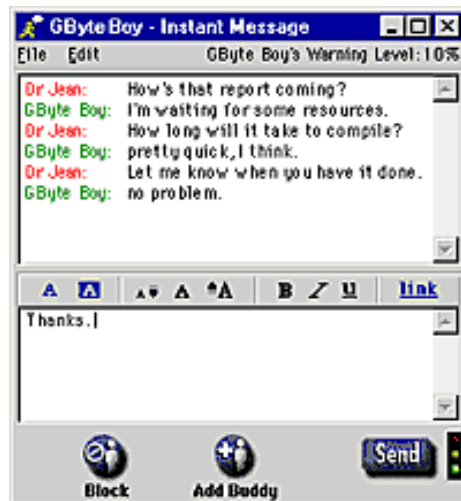 GByte Boy - Instant Message
File Edit GByte Boy's Warning Level: 10%
Dr Jean: How's that report coming?
GByte Boy: I'm waiting for some resources.
Dr Jean: How long will it take to compile?
GByte Boy: pretty quick, I think.
Dr Jean: Let me know when you have it done.
GByte Boy: no problem.
A A A A A B I U link
Thanks.
Block Add Buddy Send